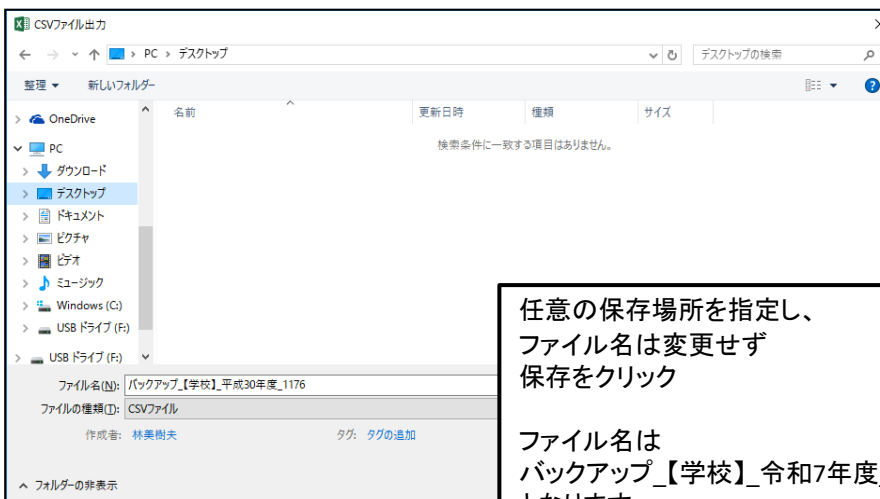 CSVファイル出力
PC › デスクトップ
デスクトップの検索
整理 新しいフォルダー
名前 更新日時 種類 サイズ
検索条件に一致する項目はありません。
OneDrive
PC
ダウンロード
デスクトップ
ドキュメント
ピクチャ
ビデオ
ミュージック
Windows (C:)
USB ドライブ (F:)
USB ドライブ (F:)
ファイル名(N): バックアップ_【学校】_平成30年度_1176
ファイルの種類(T): CSVファイル
作成者: 林美樹夫 タグ: タグの追加
フォルダーの非表示
任意の保存場所を指定し、
ファイル名は変更せず
保存をクリック
ファイル名は
バックアップ_【学校】_令和7年度_
となります